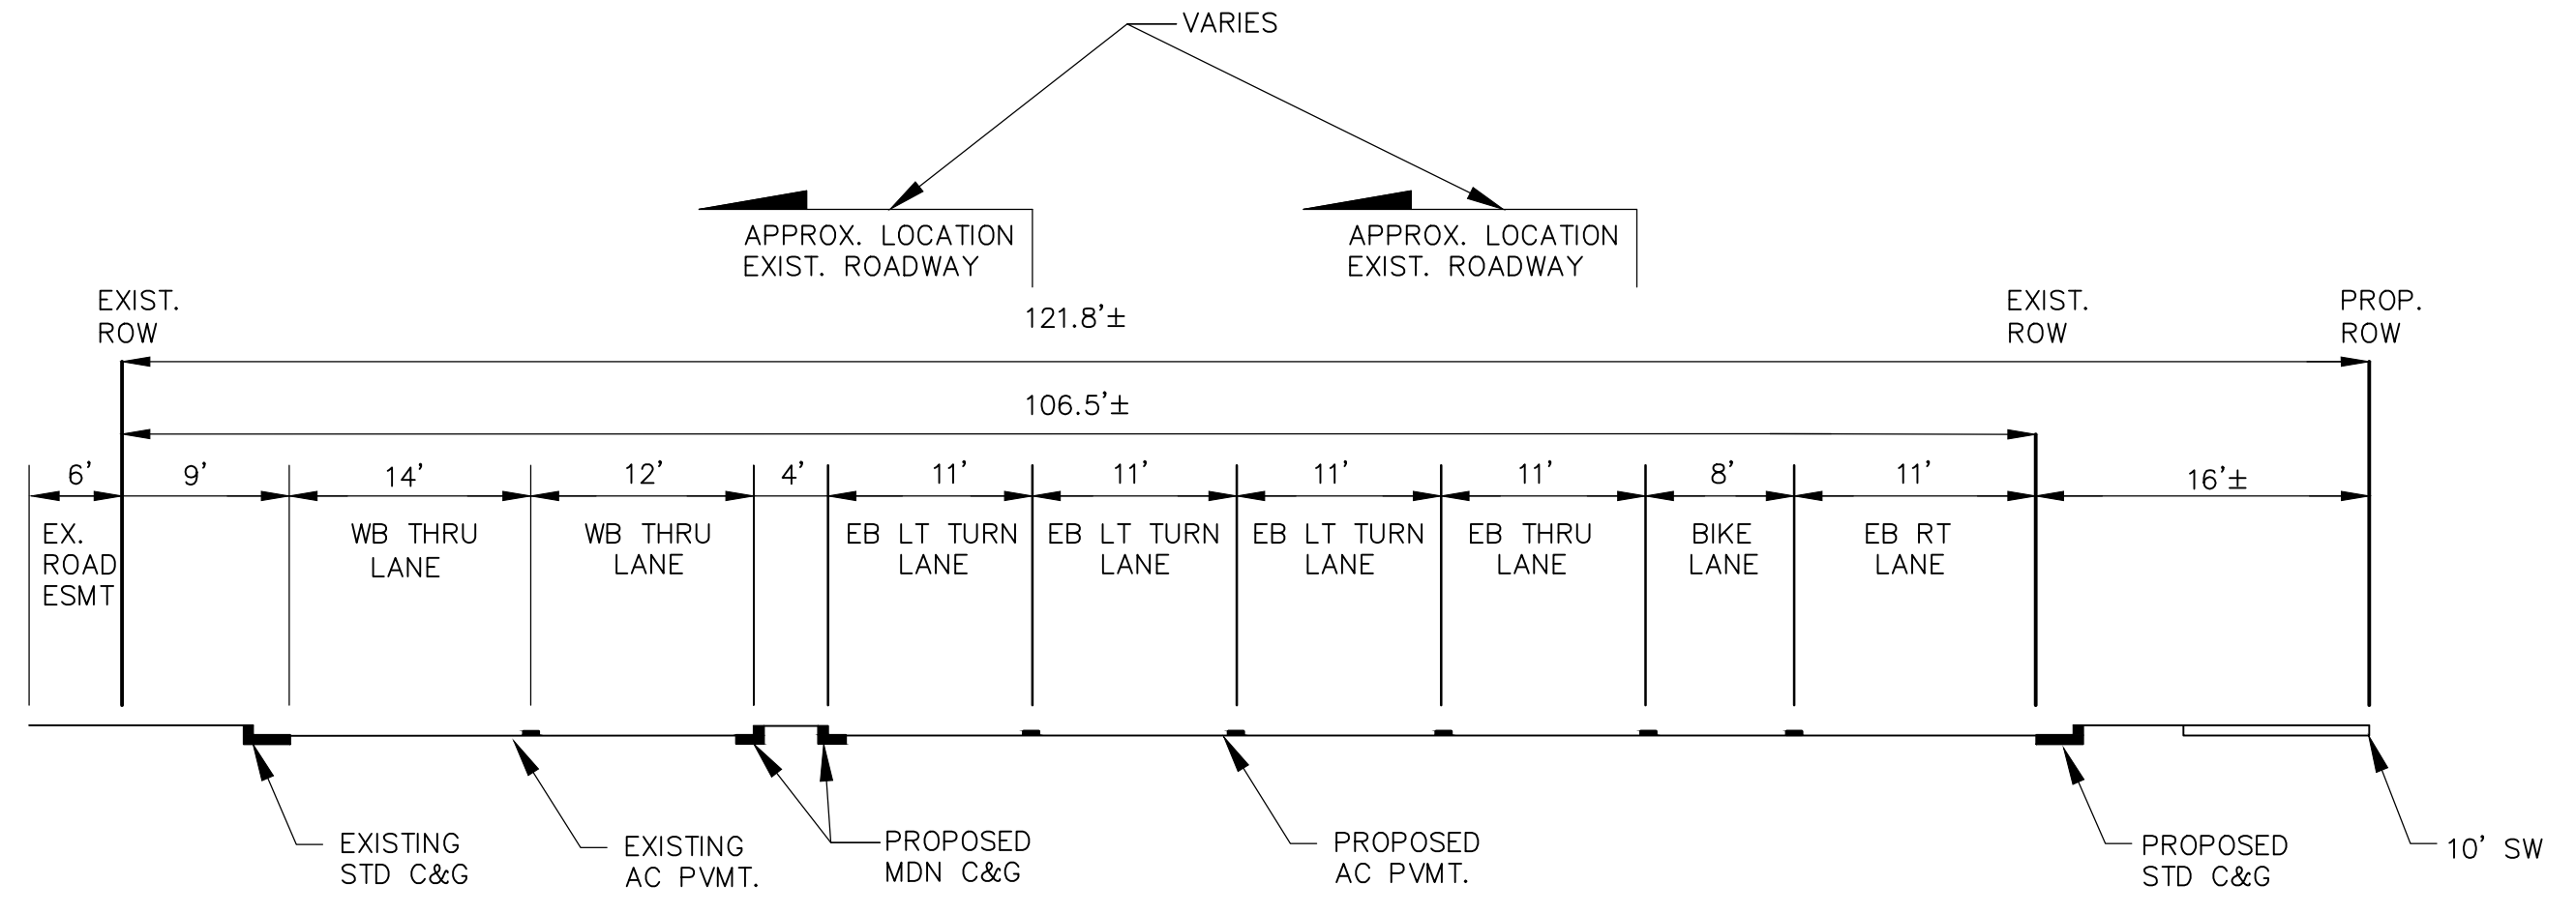 VARIES
APPROX. LOCATION
EXIST. ROADWAY
APPROX. LOCATION
EXIST. ROADWAY
EXIST.
ROW
121.8'±
EXIST.
ROW
PROP.
ROW
106.5'±
6'
9'
14'
12'
4'
11'
11'
11'
11'
8'
11'
16'±
EX.
ROAD
ESMT
WB THRU
LANE
WB THRU
LANE
EB LT TURN
LANE
EB LT TURN
LANE
EB LT TURN
LANE
EB THRU
LANE
BIKE
LANE
EB RT
LANE
EXISTING
STD C&G
EXISTING
AC PVMT.
PROPOSED
MDN C&G
PROPOSED
AC PVMT.
PROPOSED
STD C&G
10' SW